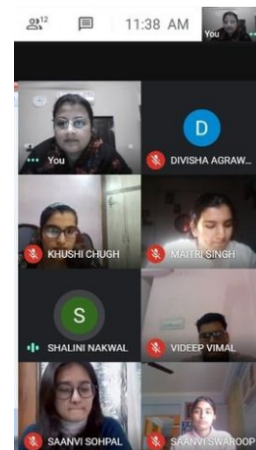 12 11:38 AM You
D
You DIVISHA AGRAW...
KHUSHI CHUGH MAITRI SINGH
S
SHALINI NAKWAL VIDEEP VIMAL
SAANVI SOHPAL SAANVI SWAROOP